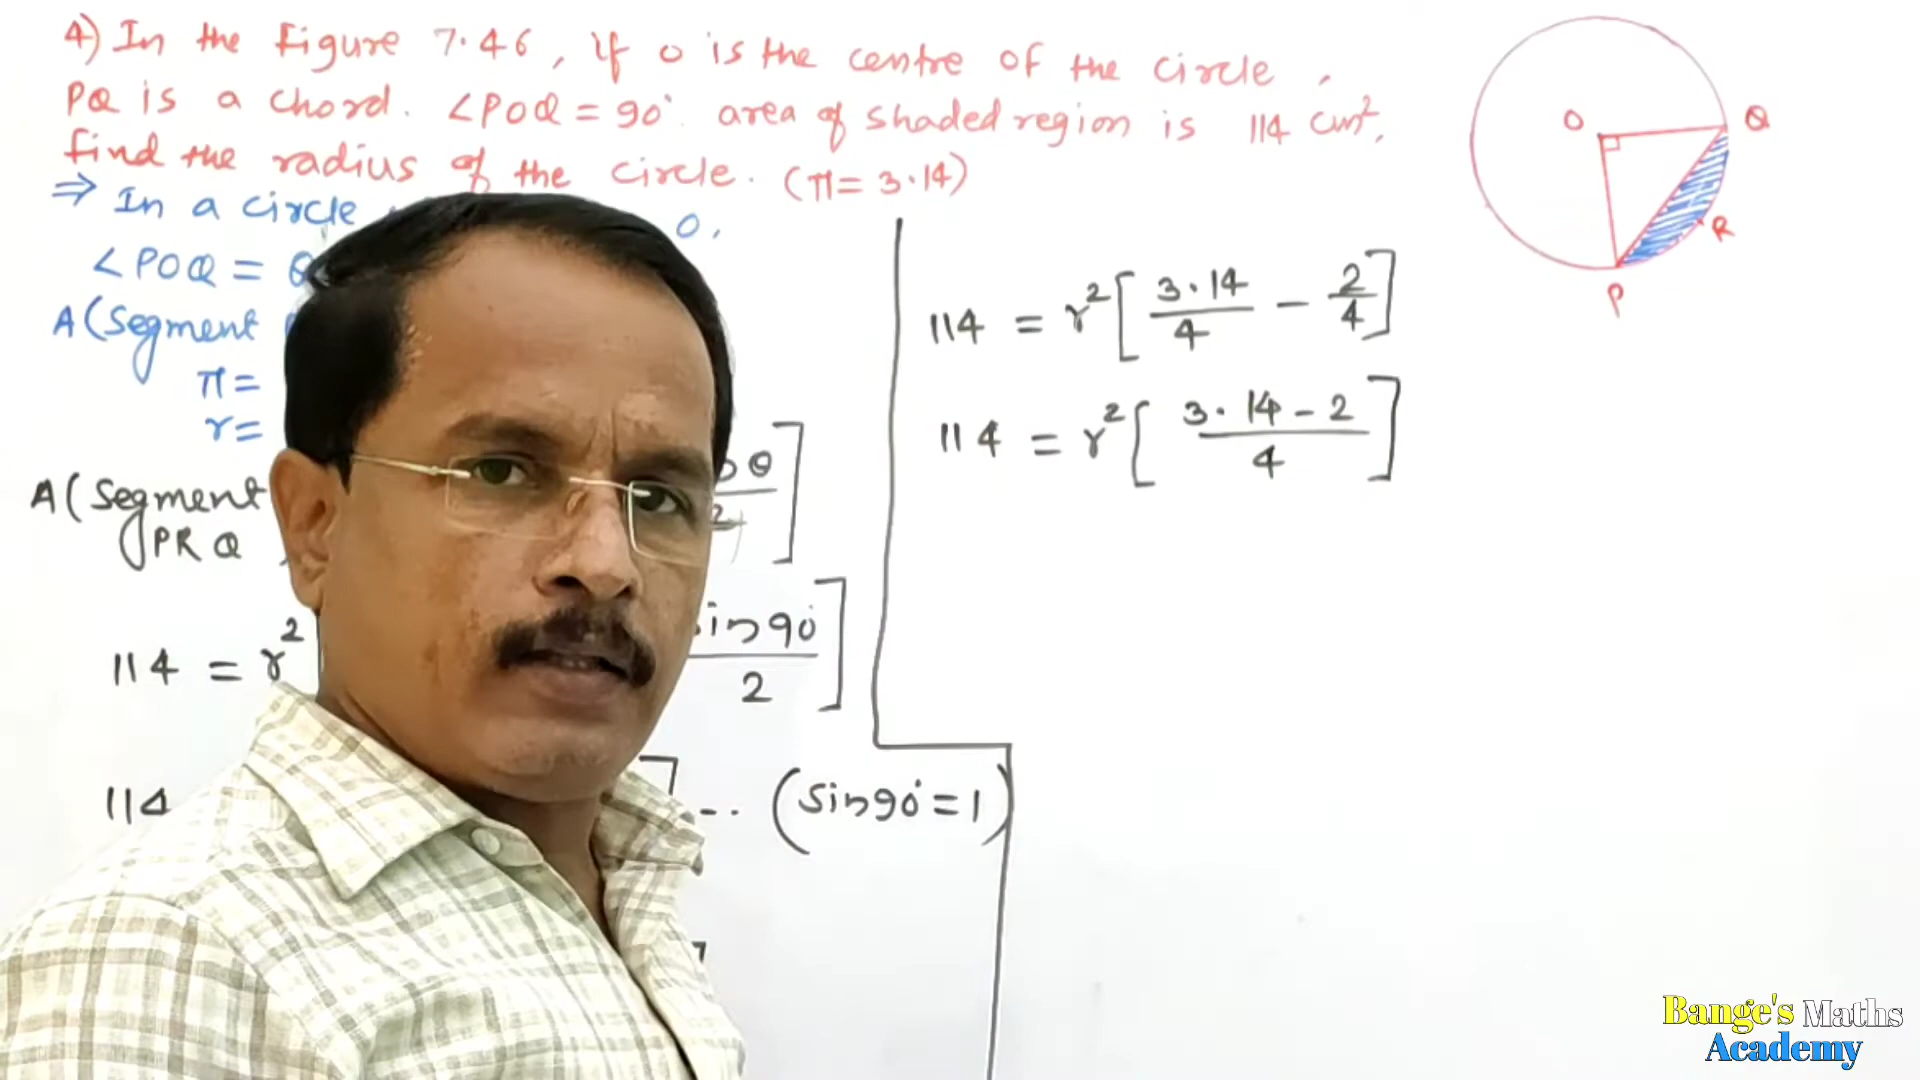 4) In the Figure 7.46, if O is the centre of the circle,
PQ is a chord. ∠POQ = 90° area of shaded region is 114 cm²,
find the radius of the circle. (π = 3.14)
⇒ In a circle O,
∠POQ = θ
A(segment
π =
r =
A(segment θ
PRQ 2
114 = r² sin90° ]
2
114 ] -- (sin90° = 1)
114 = r² [ 3.14/4 - 2/4 ]
114 = r² [ 3.14 - 2 / 4 ]
O
Q
R
P
Bange's Maths
Academy